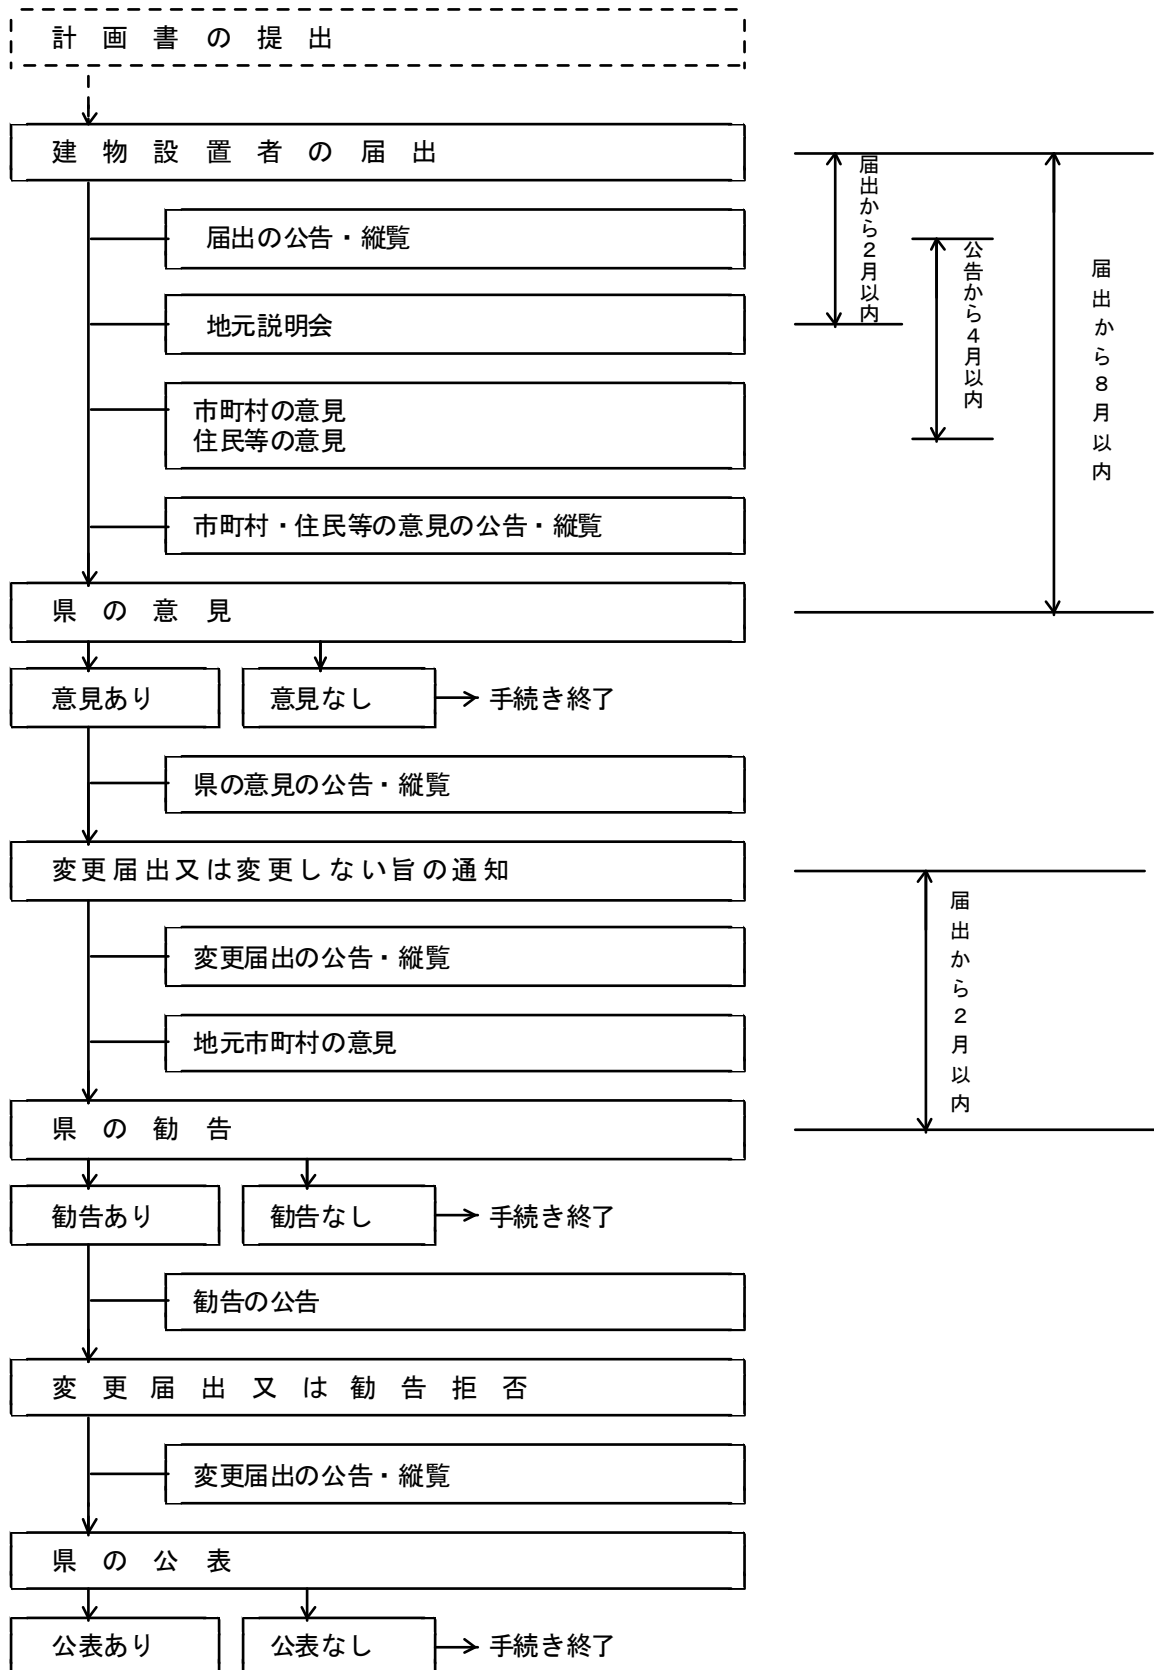 計画書の提出
建物設置者の届出
届出の公告・縦覧
地元説明会
市町村の意見
住民等の意見
市町村・住民等の意見の公告・縦覧
県の意見
意見あり
意見なし
手続き終了
県の意見の公告・縦覧
変更届出又は変更しない旨の通知
変更届出の公告・縦覧
地元市町村の意見
県の勧告
勧告あり
勧告なし
手続き終了
勧告の公告
変更届出又は勧告拒否
変更届出の公告・縦覧
県の公表
公表あり
公表なし
手続き終了
届出から2月以内
公告から4月以内
届出から8月以内
届出から2月以内